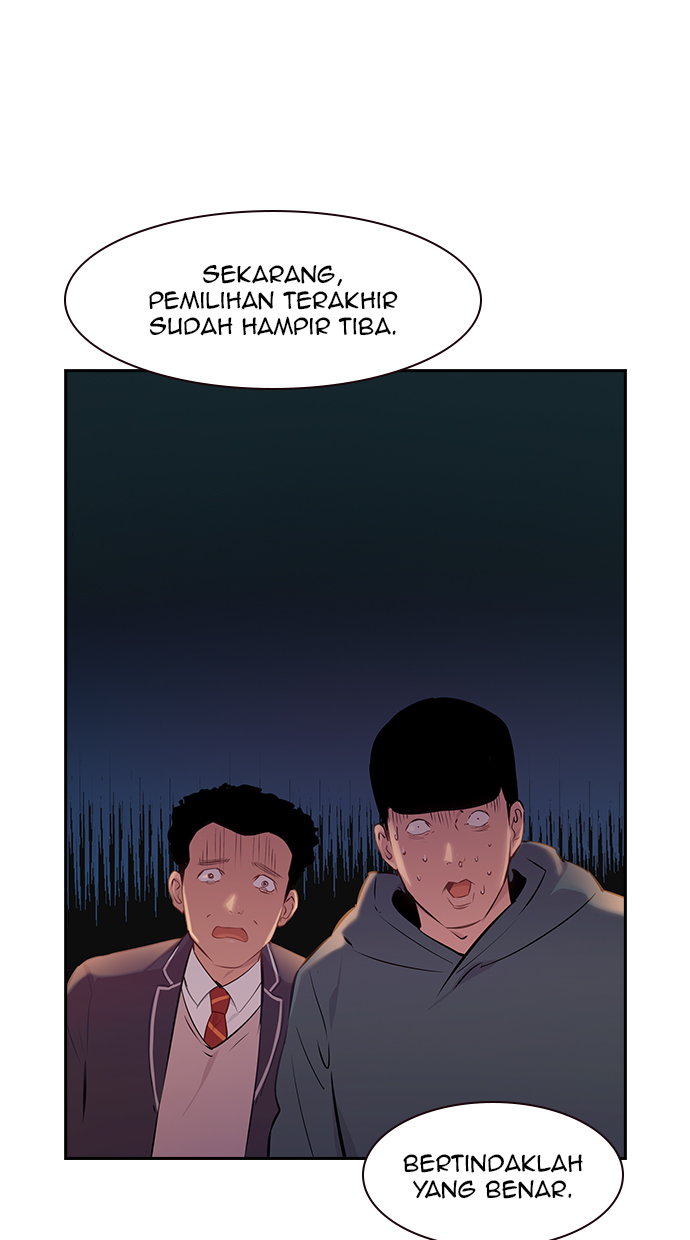 SEKARANG,
PEMILIHAN TERAKHIR
SUDAH HAMPIR TIBA.
BERTINDAKLAH
YANG BENAR.